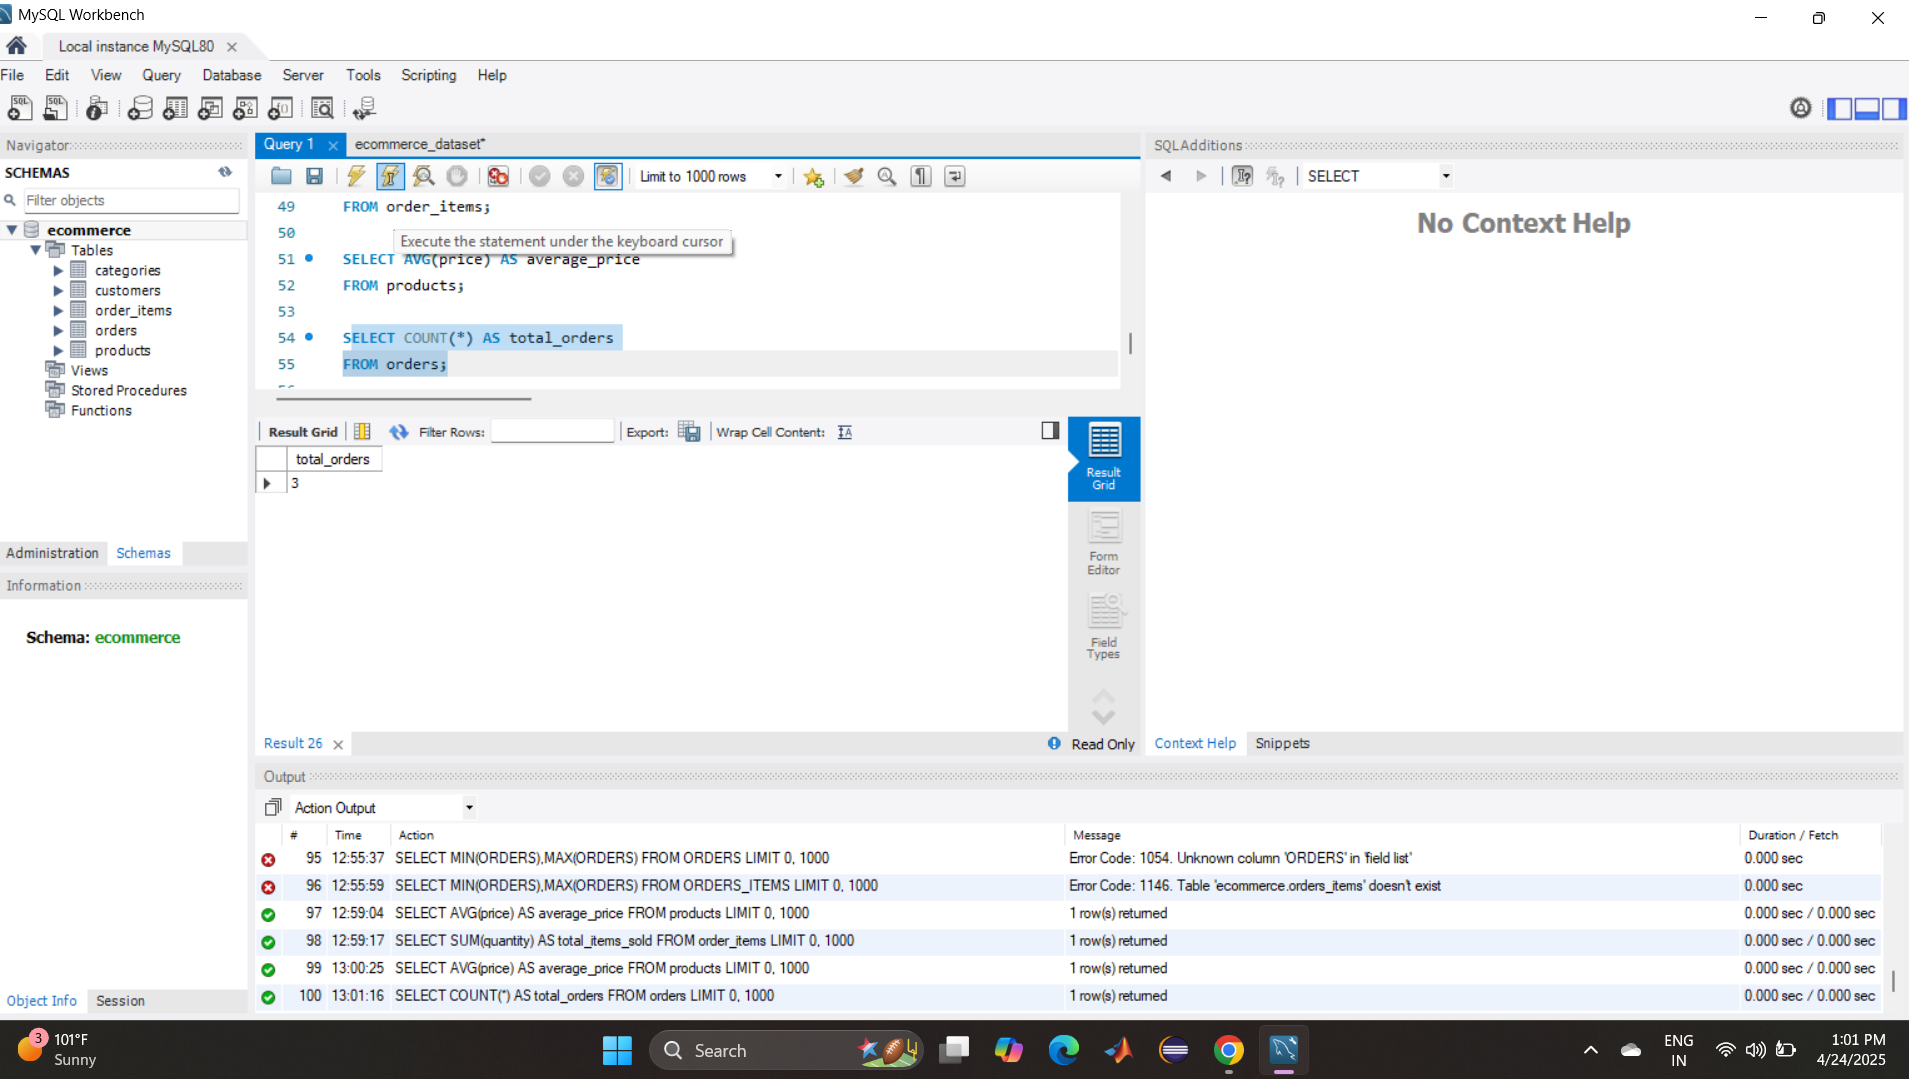 MySQL Workbench
Local instance MySQL80
File Edit View Query Database Server Tools Scripting Help
Navigator
SCHEMAS
Filter objects
ecommerce
Tables
categories
customers
order_items
orders
products
Views
Stored Procedures
Functions
Administration Schemas
Information
Schema: ecommerce
Object Info Session
Query 1 ecommerce_dataset*
Limit to 1000 rows
49 FROM order_items;
50
Execute the statement under the keyboard cursor
51 SELECT AVG(price) AS average_price
52 FROM products;
53
54 SELECT COUNT(*) AS total_orders
55 FROM orders;
Result Grid Filter Rows: Export: Wrap Cell Content:
total_orders
3
Result
Grid
Form
Editor
Field
Types
Result 26 Read Only
SQLAdditions
SELECT
No Context Help
Context Help Snippets
Output
Action Output
# Time Action Message Duration / Fetch
95 12:55:37 SELECT MIN(ORDERS),MAX(ORDERS) FROM ORDERS LIMIT 0, 1000 Error Code: 1054. Unknown column 'ORDERS' in 'field list' 0.000 sec
96 12:55:59 SELECT MIN(ORDERS),MAX(ORDERS) FROM ORDERS_ITEMS LIMIT 0, 1000 Error Code: 1146. Table 'ecommerce.orders_items' doesn't exist 0.000 sec
97 12:59:04 SELECT AVG(price) AS average_price FROM products LIMIT 0, 1000 1 row(s) returned 0.000 sec / 0.000 sec
98 12:59:17 SELECT SUM(quantity) AS total_items_sold FROM order_items LIMIT 0, 1000 1 row(s) returned 0.000 sec / 0.000 sec
99 13:00:25 SELECT AVG(price) AS average_price FROM products LIMIT 0, 1000 1 row(s) returned 0.000 sec / 0.000 sec
100 13:01:16 SELECT COUNT(*) AS total_orders FROM orders LIMIT 0, 1000 1 row(s) returned 0.000 sec / 0.000 sec
3
101°F
Sunny
Search
ENG
IN
1:01 PM
4/24/2025